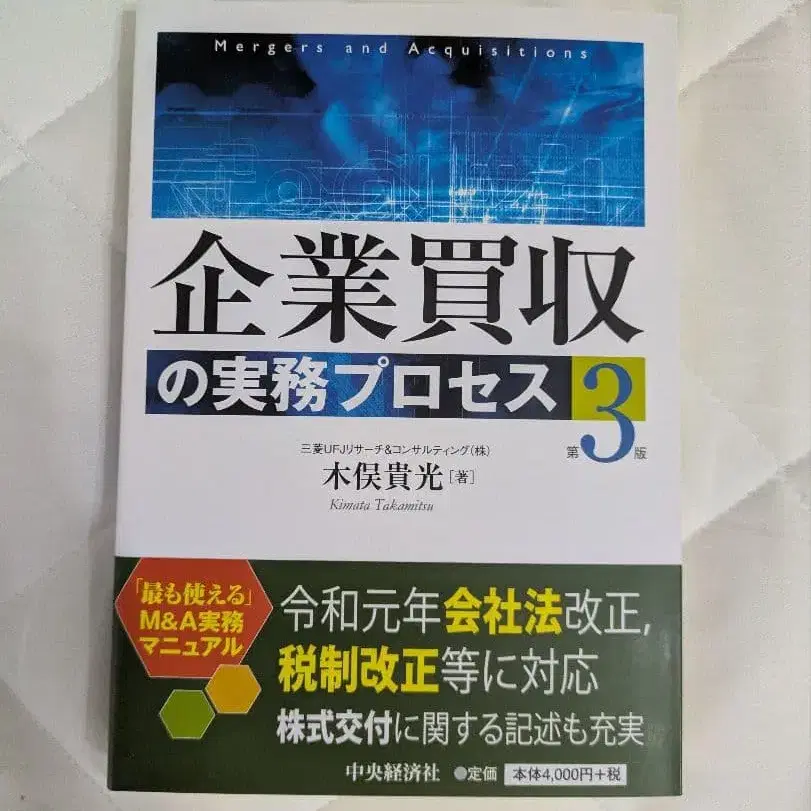 Mergers and Acquisitions
企業買収
の実務プロセス
第3版
三菱UFJリサーチ&コンサルティング(株)
木俣貴光[著]
Kimata Takamitsu
「最も使える」
M&A実務
マニュアル
令和元年会社法改正,
税制改正等に対応
株式交付に関する記述も充実
中央経済社 ●定価 本体4,000円+税